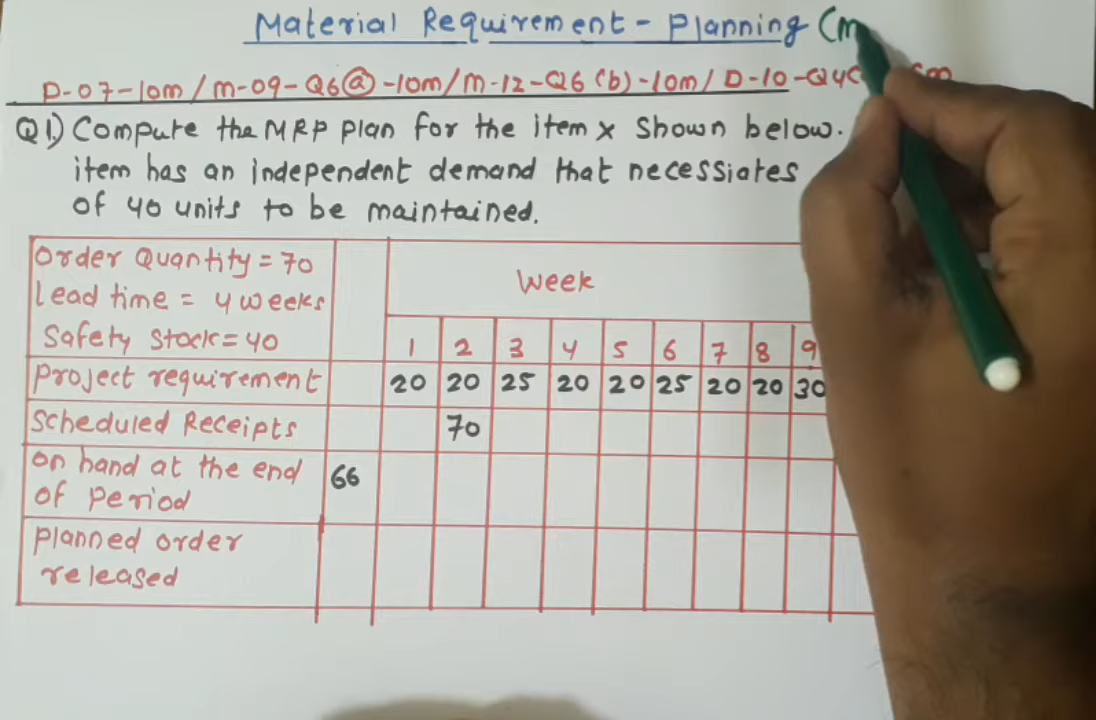 Material Requirement - Planning (m
D-07-10m / m-09-Q6(a)-10m / m-12-Q6 (b)-10m / D-10-Q4
Q1) Compute the MRP plan for the item x shown below.
item has an independent demand that necessiates
of 40 units to be maintained.
Order Quantity = 70
Lead time = 4 weeks
Safety Stock = 40
Week
1 2 3 4 5 6 7 8 9
Project requirement 20 20 25 20 20 25 20 20 30
Scheduled Receipts 70
on hand at the end
of Period 66
Planned order
released